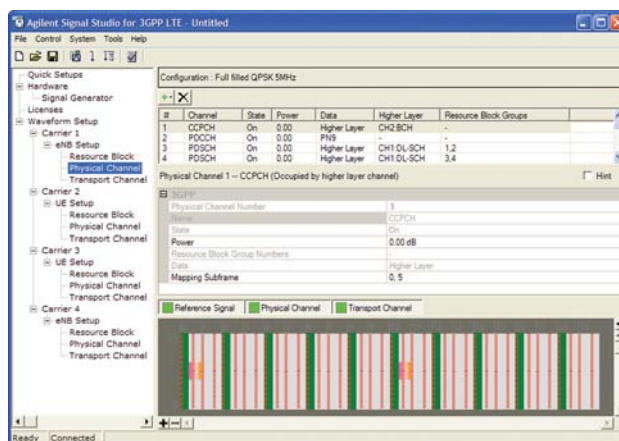 Agilent Signal Studio for 3GPP LTE - Untitled
File Control System Tools Help
Quick Setups
Hardware
Signal Generator
Licenses
Waveform Setup
Carrier 1
eNB Setup
Resource Block
Physical Channel
Transport Channel
Carrier 2
UE Setup
Resource Block
Physical Channel
Transport Channel
Carrier 3
UE Setup
Resource Block
Physical Channel
Transport Channel
Carrier 4
eNB Setup
Resource Block
Physical Channel
Transport Channel
Configuration : Full filled QPSK 5MHz
# Channel State Power Data Higher Layer Resource Block Groups
1 CCPCH On 0.00 Higher Layer CH2:BCH -
2 PDCCH On 0.00 PN9 - -
3 PDSCH On 0.00 Higher Layer CH1:DL-SCH 1,2
4 PDSCH On 0.00 Higher Layer CH1:DL-SCH 3,4
Physical Channel 1 -- CCPCH (Occupied by higher layer channel)
Hint
3GPP
Physical Channel Number 1
Name CCPCH
State On
Power 0.00 dB
Resource Block Group Numbers -
Data Higher Layer
Mapping Subframe 0, 5
Reference Signal Physical Channel Transport Channel
Ready Connected